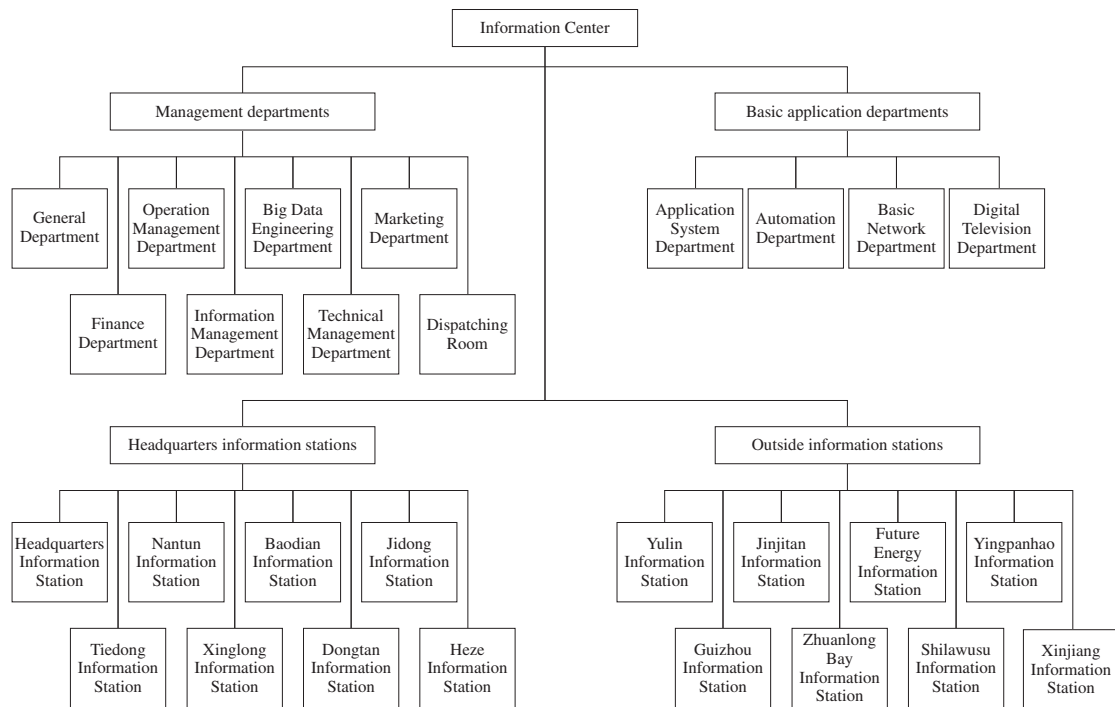 Information Center
Management departments
Basic application departments
General
Department
Operation
Management
Department
Big Data
Engineering
Department
Marketing
Department
Application
System
Department
Automation
Department
Basic
Network
Department
Digital
Television
Department
Finance
Department
Information
Management
Department
Technical
Management
Department
Dispatching
Room
Headquarters information stations
Outside information stations
Headquarters
Information
Station
Nantun
Information
Station
Baodian
Information
Station
Jidong
Information
Station
Yulin
Information
Station
Jinjitan
Information
Station
Future
Energy
Information
Station
Yingpanhao
Information
Station
Tiedong
Information
Station
Xinglong
Information
Station
Dongtan
Information
Station
Heze
Information
Station
Guizhou
Information
Station
Zhuanlong
Bay
Information
Station
Shilawusu
Information
Station
Xinjiang
Information
Station